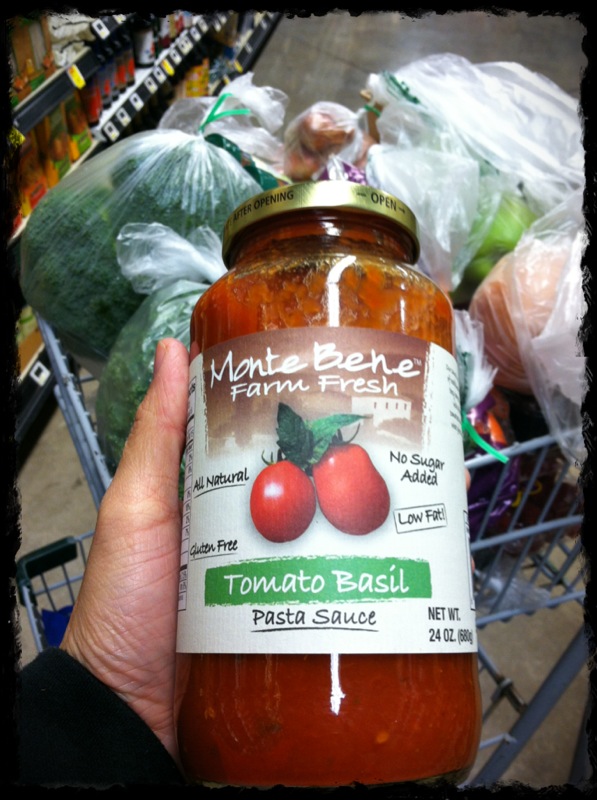 AFTER OPENING
OPEN
Monte Bene™
Farm Fresh
All Natural
No Sugar
Added
Low Fat!
Gluten Free
Tomato Basil
Pasta Sauce
NET WT.
24 OZ. (680g